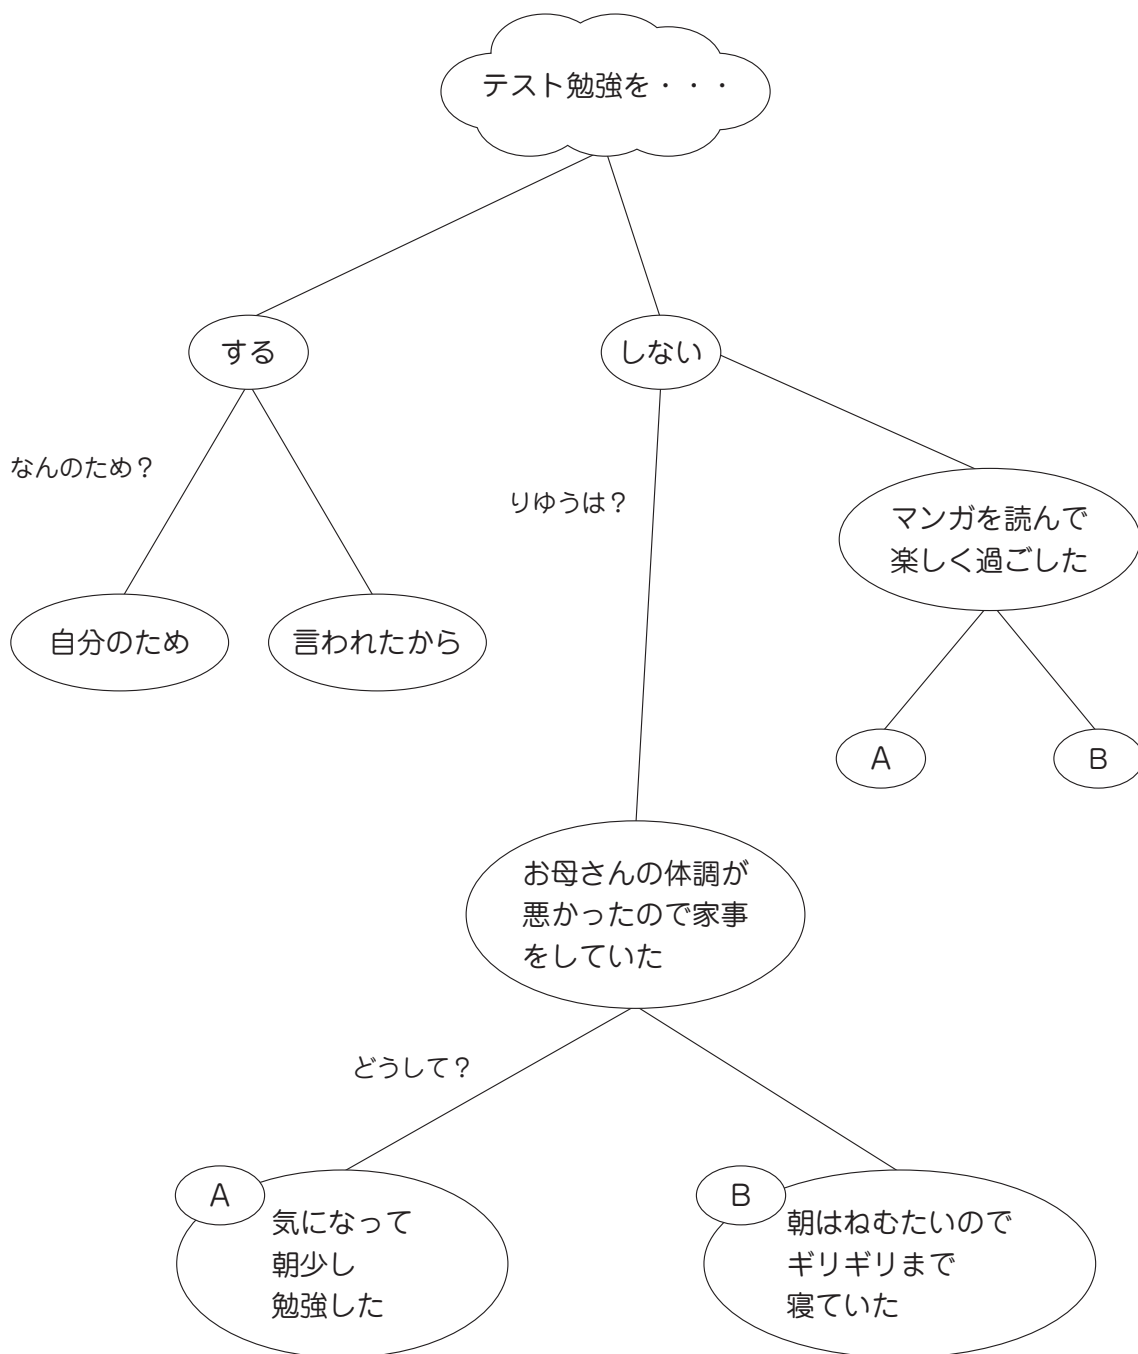 テスト勉強を・・・
する
しない
なんのため？
りゆうは？
マンガを読んで
楽しく過ごした
自分のため
言われたから
A
B
お母さんの体調が
悪かったので家事
をしていた
どうして？
A
気になって
朝少し
勉強した
B
朝はねむたいので
ギリギリまで
寝ていた